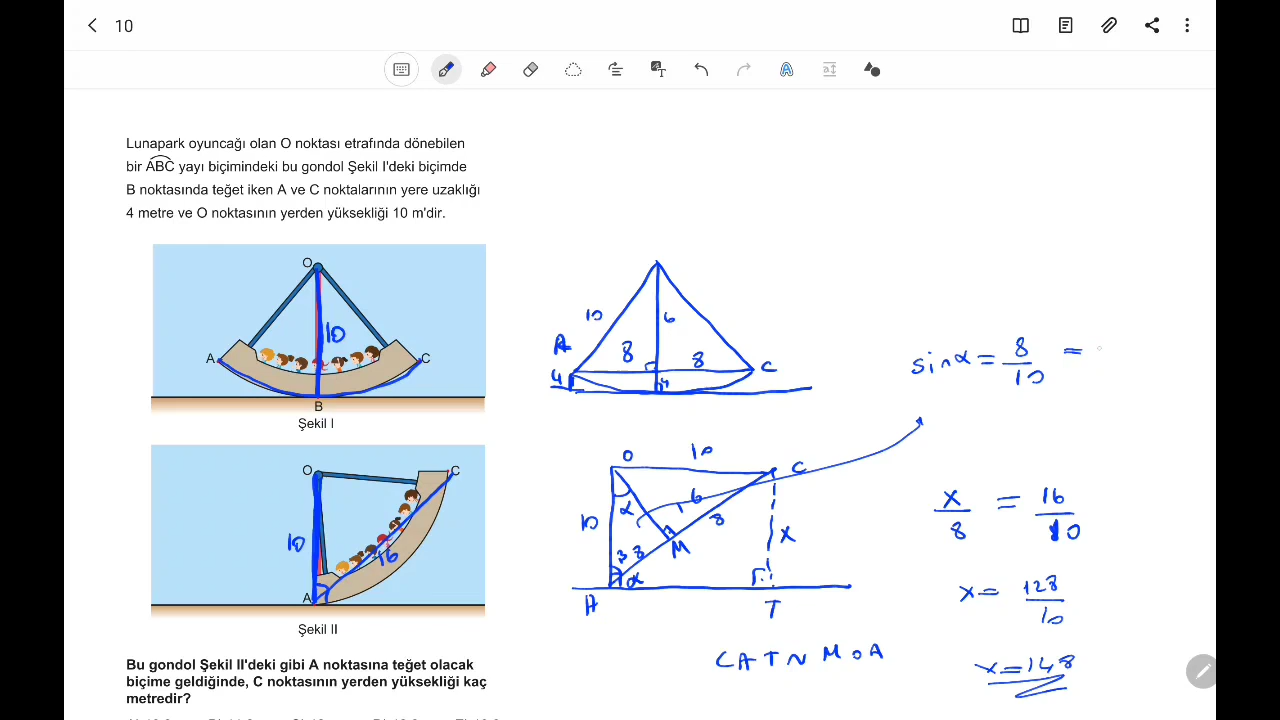 10
Lunapark oyuncağı olan O noktası etrafında dönebilen
bir ABC yayı biçimindeki bu gondol Şekil I'deki biçimde
B noktasında teğet iken A ve C noktalarının yere uzaklığı
4 metre ve O noktasının yerden yüksekliği 10 m'dir.
O
10
A
C
B
Şekil I
O
C
10
16
A
Şekil II
Bu gondol Şekil II'deki gibi A noktasına teğet olacak
biçime geldiğinde, C noktasının yerden yüksekliği kaç
metredir?
10
6
A
8
8
C
4
4
O
10
C
α
10
16
8
M
β
8
α
X
A
T
CATNMOA
sinα = 8/10 =
x/8 = 16/10
x = 128/10
x=148